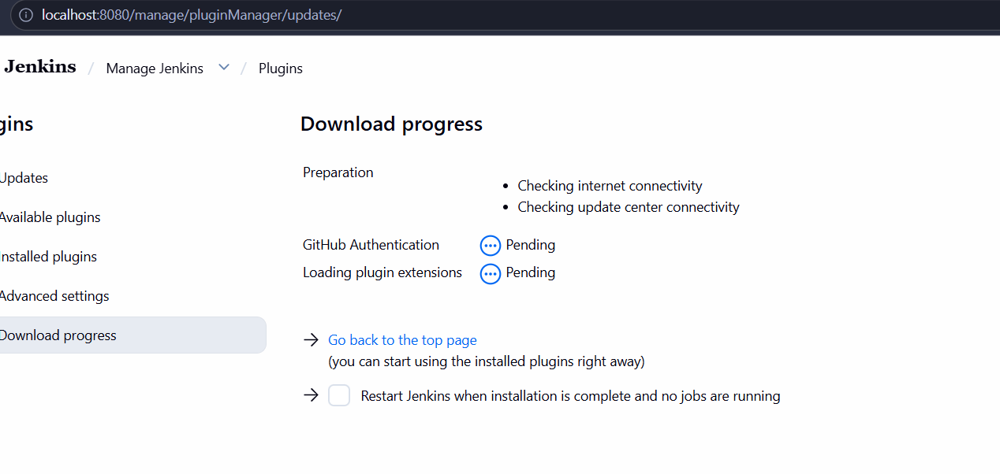 localhost:8080/manage/pluginManager/updates/
Jenkins / Manage Jenkins / Plugins
gins
Updates
Available plugins
Installed plugins
Advanced settings
Download progress
Download progress
Preparation
• Checking internet connectivity
• Checking update center connectivity
GitHub Authentication Pending
Loading plugin extensions Pending
→ Go back to the top page
(you can start using the installed plugins right away)
→ Restart Jenkins when installation is complete and no jobs are running